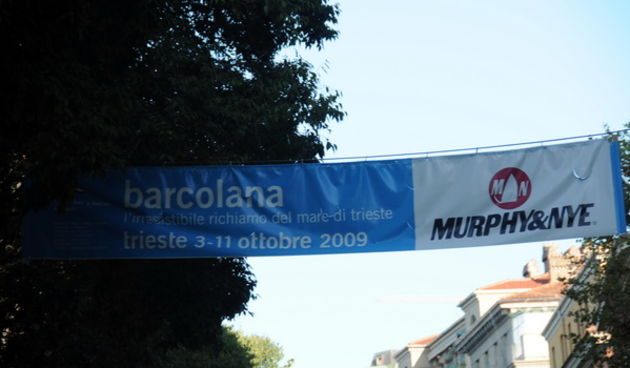 barcolana
l'irresistibile richiamo del mare di trieste
trieste 3-11 ottobre 2009
M N
MURPHY&NYE